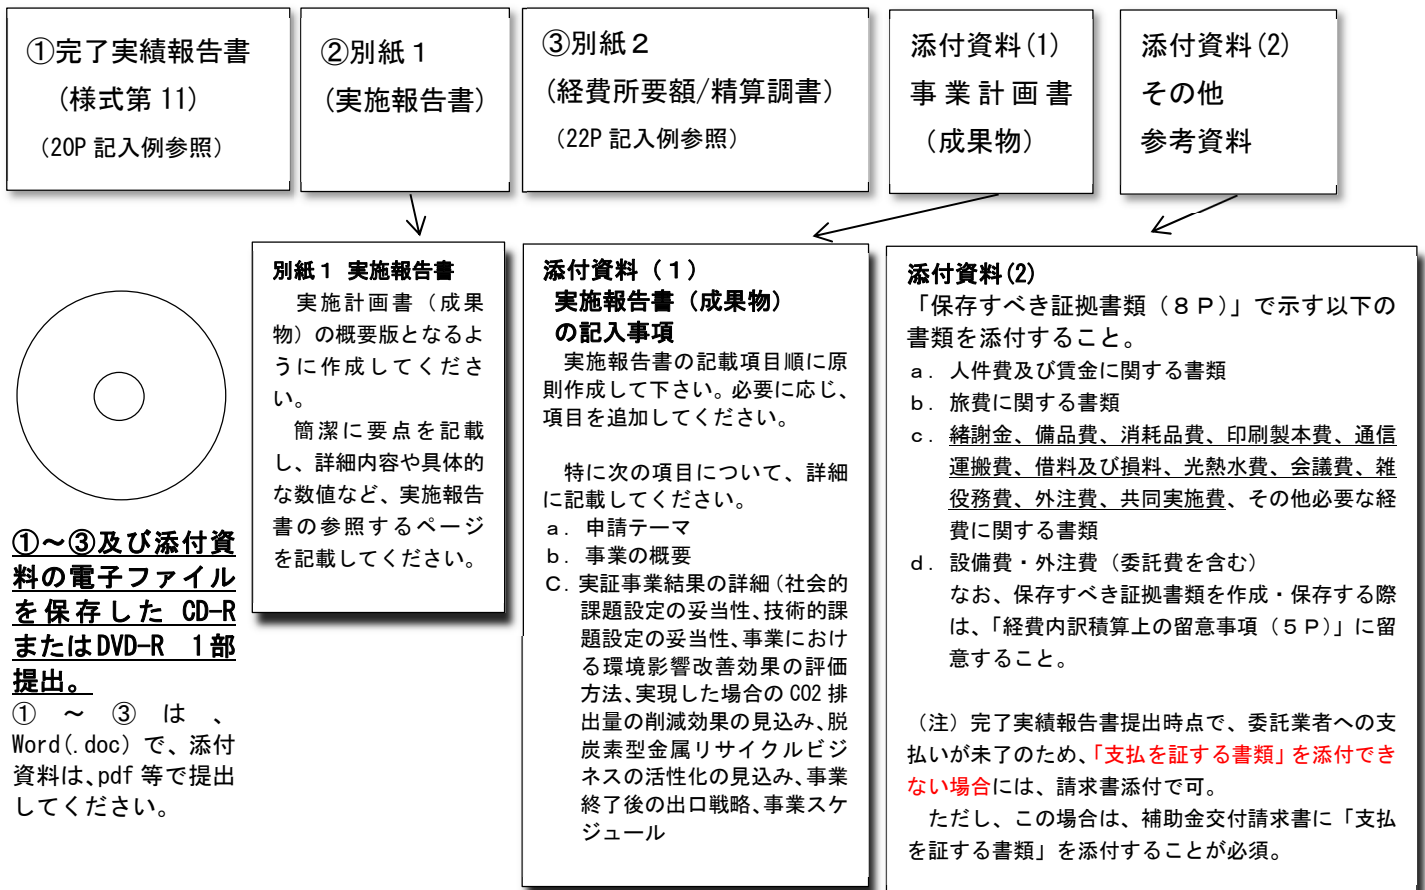 ①完了実績報告書
(様式第 11)
(20P 記入例参照)
②別紙１
(実施報告書)
③別紙２
(経費所要額/精算調書)
(22P 記入例参照)
添付資料(1)
事業計画書
(成果物)
添付資料(2)
その他
参考資料
①～③及び添付資
料の電子ファイル
を保存した CD-R
または DVD-R　1 部
提出。
① ～ ③ は 、
Word(.doc) で、添付
資料は、pdf 等で提出
してください。
別紙１ 実施報告書
実施計画書（成果
物）の概要版となるよ
うに作成してくださ
い。
簡潔に要点を記載
し、詳細内容や具体的
な数値など、実施報告
書の参照するページ
を記載してください。
添付資料（１）
実施報告書（成果物）
の記入事項
実施報告書の記載項目順に原
則作成して下さい。必要に応じ、
項目を追加してください。
特に次の項目について、詳細
に記載してください。
ａ．申請テーマ
ｂ．事業の概要
Ｃ．実証事業結果の詳細（社会的
課題設定の妥当性、技術的課
題設定の妥当性、事業におけ
る環境影響改善効果の評価
方法、実現した場合の CO2 排
出量の削減効果の見込み、脱
炭素型金属リサイクルビジ
ネスの活性化の見込み、事業
終了後の出口戦略、事業スケ
ジュール
添付資料(2)
「保存すべき証拠書類（８Ｐ）」で示す以下の
書類を添付すること。
ａ．人件費及び賃金に関する書類
ｂ．旅費に関する書類
ｃ．緒謝金、備品費、消耗品費、印刷製本費、通信
運搬費、借料及び損料、光熱水費、会議費、雑
役務費、外注費、共同実施費、その他必要な経
費に関する書類
ｄ．設備費・外注費（委託費を含む）
なお、保存すべき証拠書類を作成・保存する際
は、「経費内訳積算上の留意事項（５Ｐ）」に留
意すること。
（注）完了実績報告書提出時点で、委託業者への支
払いが未了のため、「支払を証する書類」を添付でき
ない場合には、請求書添付で可。
ただし、この場合は、補助金交付請求書に「支払
を証する書類」を添付することが必須。